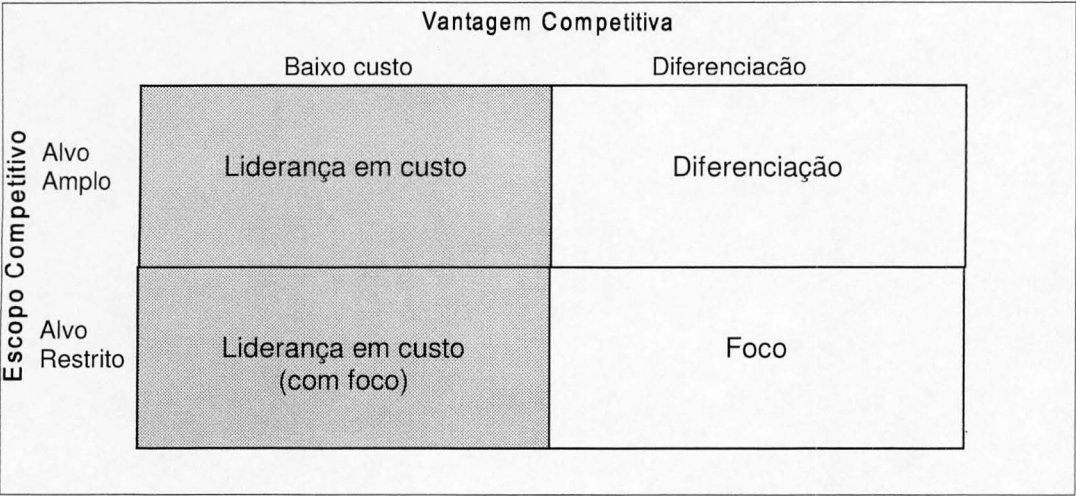 Vantagem Competitiva
Baixo custo
Diferenciacão
Escopo Competitivo
Alvo
Amplo
Liderança em custo
Diferenciação
Alvo
Restrito
Liderança em custo
(com foco)
Foco